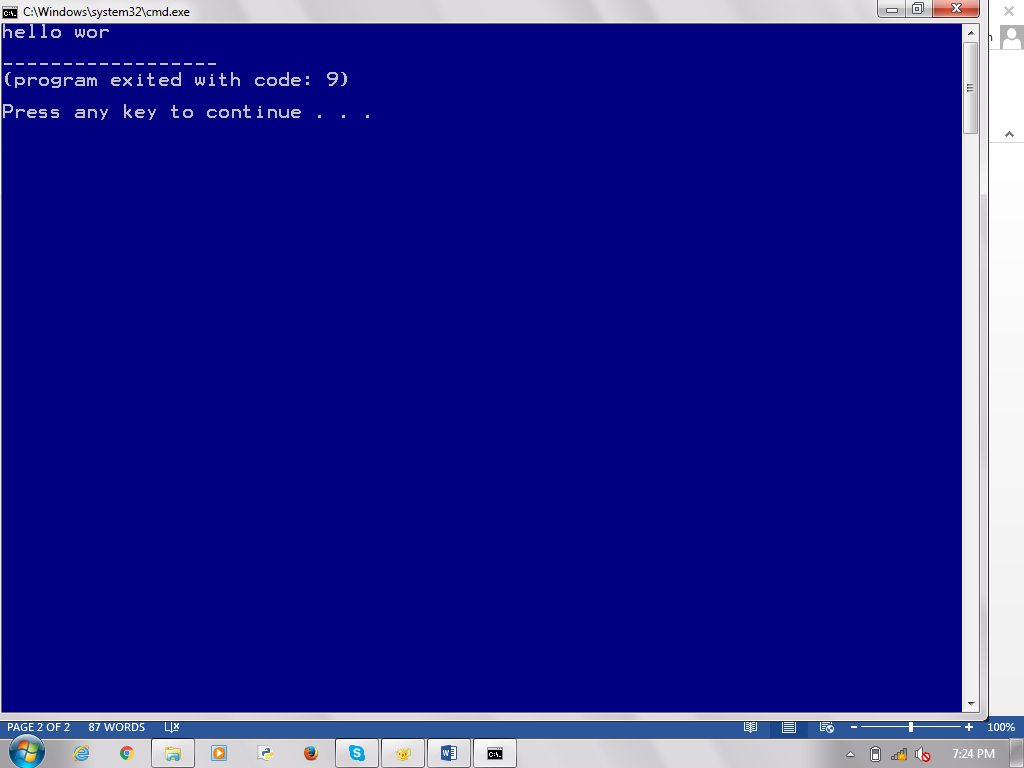 C:\Windows\system32\cmd.exe
hello wor
------------------
(program exited with code: 9)
Press any key to continue . . .
PAGE 2 OF 2 87 WORDS 100%
7:24 PM